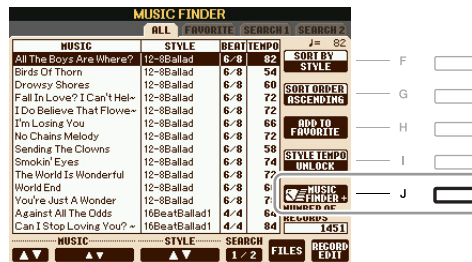 MUSIC FINDER
ALL FAVORITE SEARCH1 SEARCH2
MUSIC STYLE BEAT TEMPO ♩= 82
All The Boys Are Where? 12-8Ballad 6/8 82 SORT BY STYLE F
Birds Of Thorn 12-8Ballad 6/8 54
Drowsy Shores 12-8Ballad 6/8 60 SORT ORDER ASCENDING G
Fall In Love? I Can't Hel~ 12-8Ballad 6/8 72
I Do Believe That Flowe~ 12-8Ballad 6/8 72
I'm Losing You 12-8Ballad 6/8 66 ADD TO FAVORITE H
No Chains Melody 12-8Ballad 6/8 72
Sending The Clowns 12-8Ballad 6/8 58
Smokin' Eyes 12-8Ballad 6/8 74 STYLE TEMPO UNLOCK I
The World Is Wonderful 12-8Ballad 6/8 72
World End 12-8Ballad 6/8 MUSIC FINDER + J
You're Just A Wonder 12-8Ballad 6/8
Against All The Odds 16BeatBallad1 4/4 64 NUMBER OF RECORDS
Can I Stop Loving You? ~ 16BeatBallad1 4/4 84 1451
MUSIC STYLE SEARCH
1/2 FILES RECORD EDIT